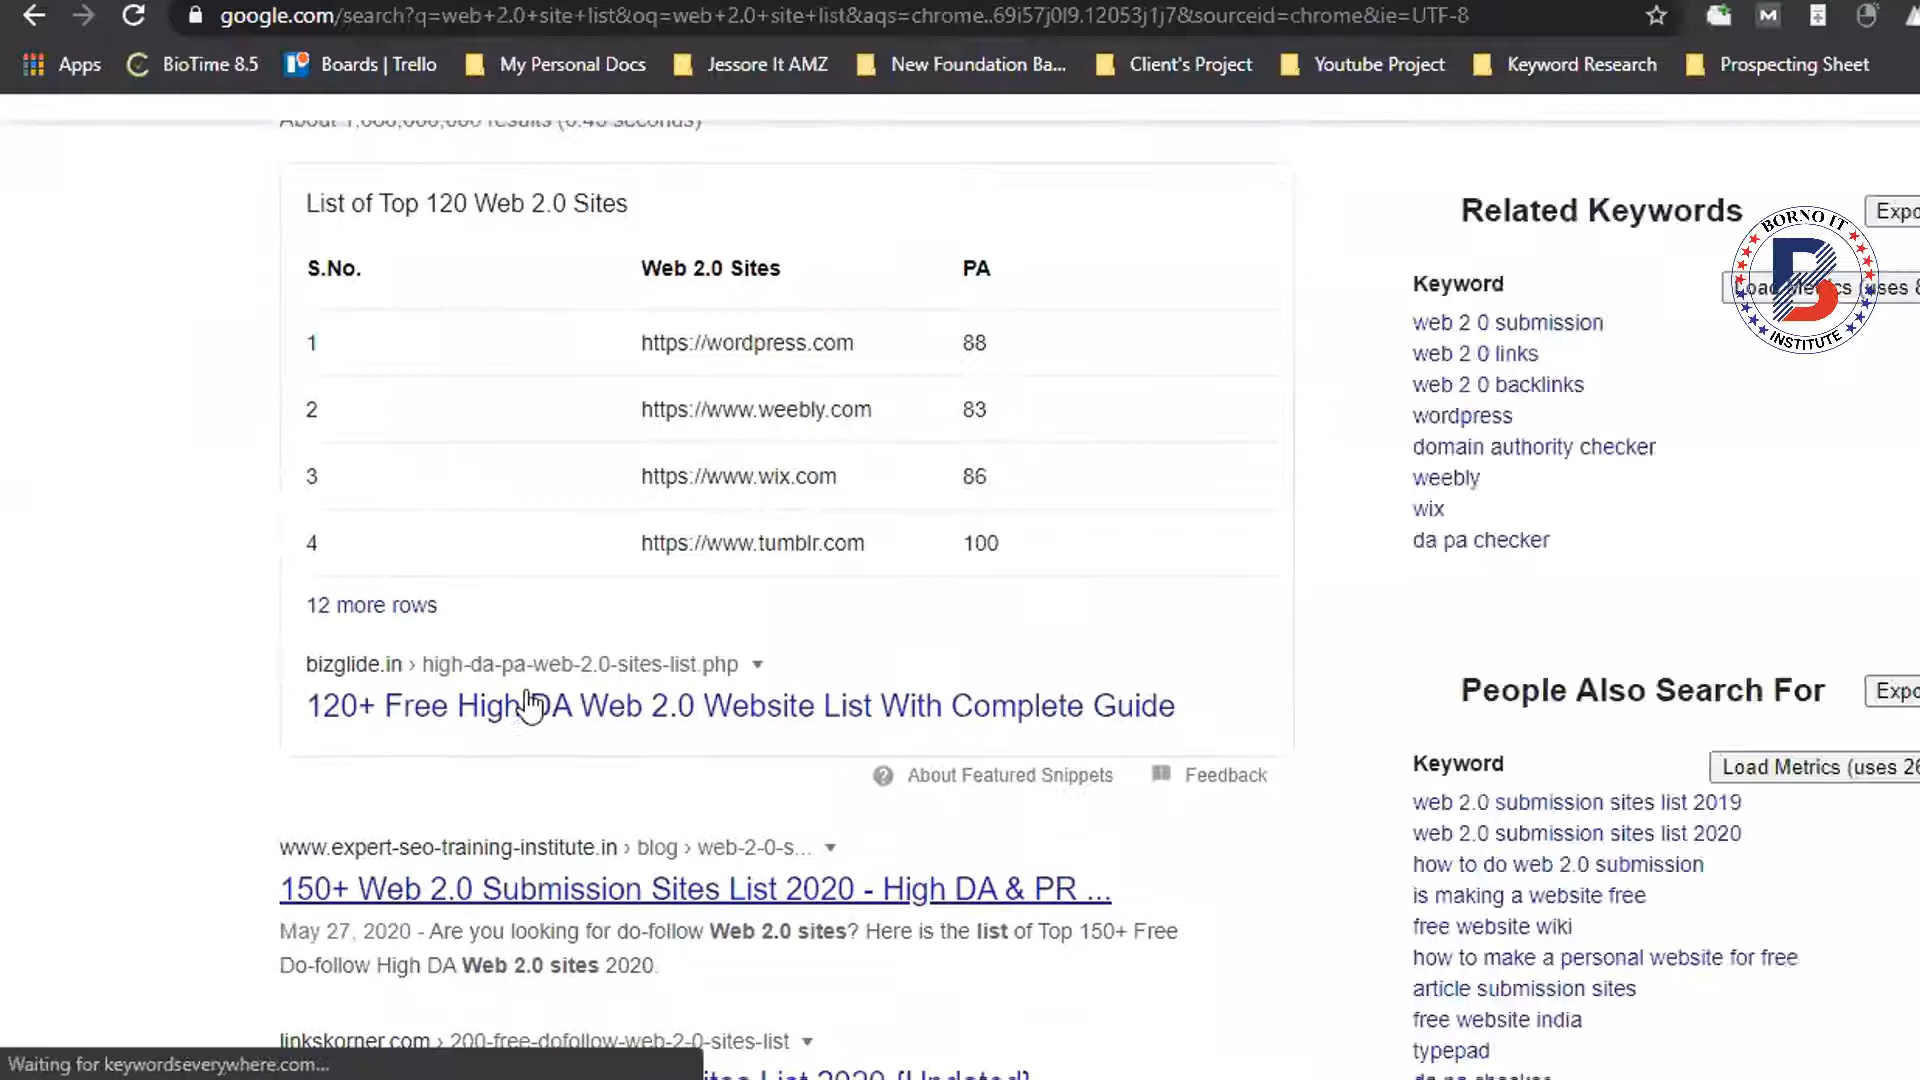 google.com/search?q=web+2.0+site+list&oq=web+2.0+site+list&aqs=chrome..69i57j0l9.12053j1j7&sourceid=chrome&ie=UTF-8
Apps BioTime 8.5 Boards | Trello My Personal Docs Jessore It AMZ New Foundation Ba... Client's Project Youtube Project Keyword Research Prospecting Sheet
List of Top 120 Web 2.0 Sites
S.No. Web 2.0 Sites PA
1 https://wordpress.com 88
2 https://www.weebly.com 83
3 https://www.wix.com 86
4 https://www.tumblr.com 100
12 more rows
bizglide.in › high-da-pa-web-2.0-sites-list.php
120+ Free High DA Web 2.0 Website List With Complete Guide
About Featured Snippets Feedback
www.expert-seo-training-institute.in › blog › web-2-0-s...
150+ Web 2.0 Submission Sites List 2020 - High DA & PR ...
May 27, 2020 - Are you looking for do-follow Web 2.0 sites? Here is the list of Top 150+ Free
Do-follow High DA Web 2.0 sites 2020.
linkskorner.com › 200-free-dofollow-web-2.0-sites-list
Waiting for keywordseverywhere.com...
Related Keywords Expo
BORNO IT
B
INSTITUTE
Keyword
web 2 0 submission
web 2 0 links
web 2 0 backlinks
wordpress
domain authority checker
weebly
wix
da pa checker
People Also Search For Expo
Keyword Load Metrics (uses 26
web 2.0 submission sites list 2019
web 2.0 submission sites list 2020
how to do web 2.0 submission
is making a website free
free website wiki
how to make a personal website for free
article submission sites
free website india
typepad